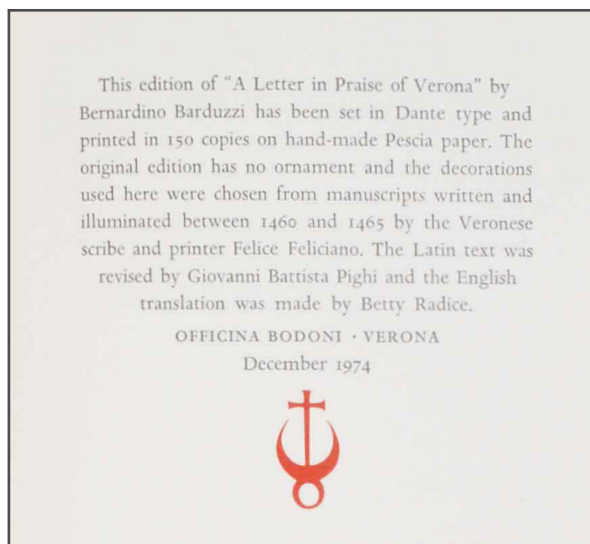 This edition of "A Letter in Praise of Verona" by
Bernardino Barduzzi has been set in Dante type and
printed in 150 copies on hand-made Pescia paper. The
original edition has no ornament and the decorations
used here were chosen from manuscripts written and
illuminated between 1460 and 1465 by the Veronese
scribe and printer Felice Feliciano. The Latin text was
revised by Giovanni Battista Pighi and the English
translation was made by Betty Radice.
OFFICINA BODONI · VERONA
December 1974